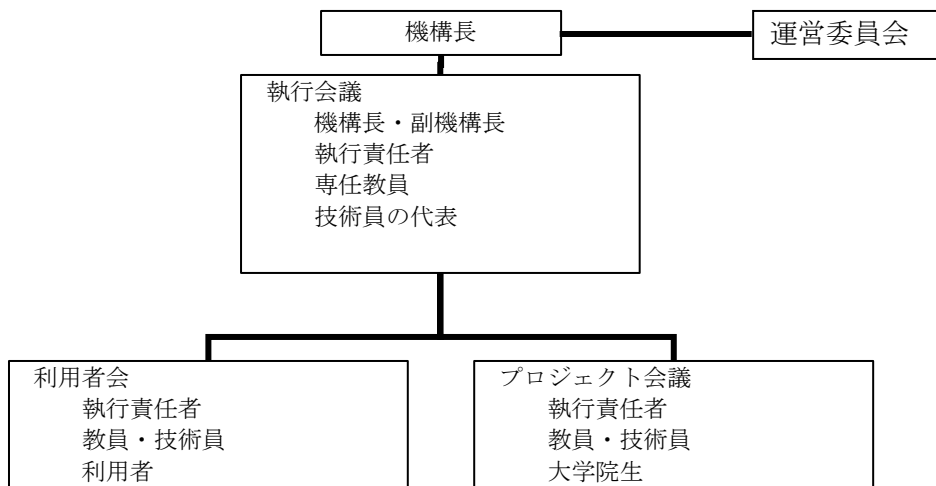 機構長
運営委員会
執行会議
機構長・副機構長
執行責任者
専任教員
技術員の代表
利用者会
執行責任者
教員・技術員
利用者
プロジェクト会議
執行責任者
教員・技術員
大学院生